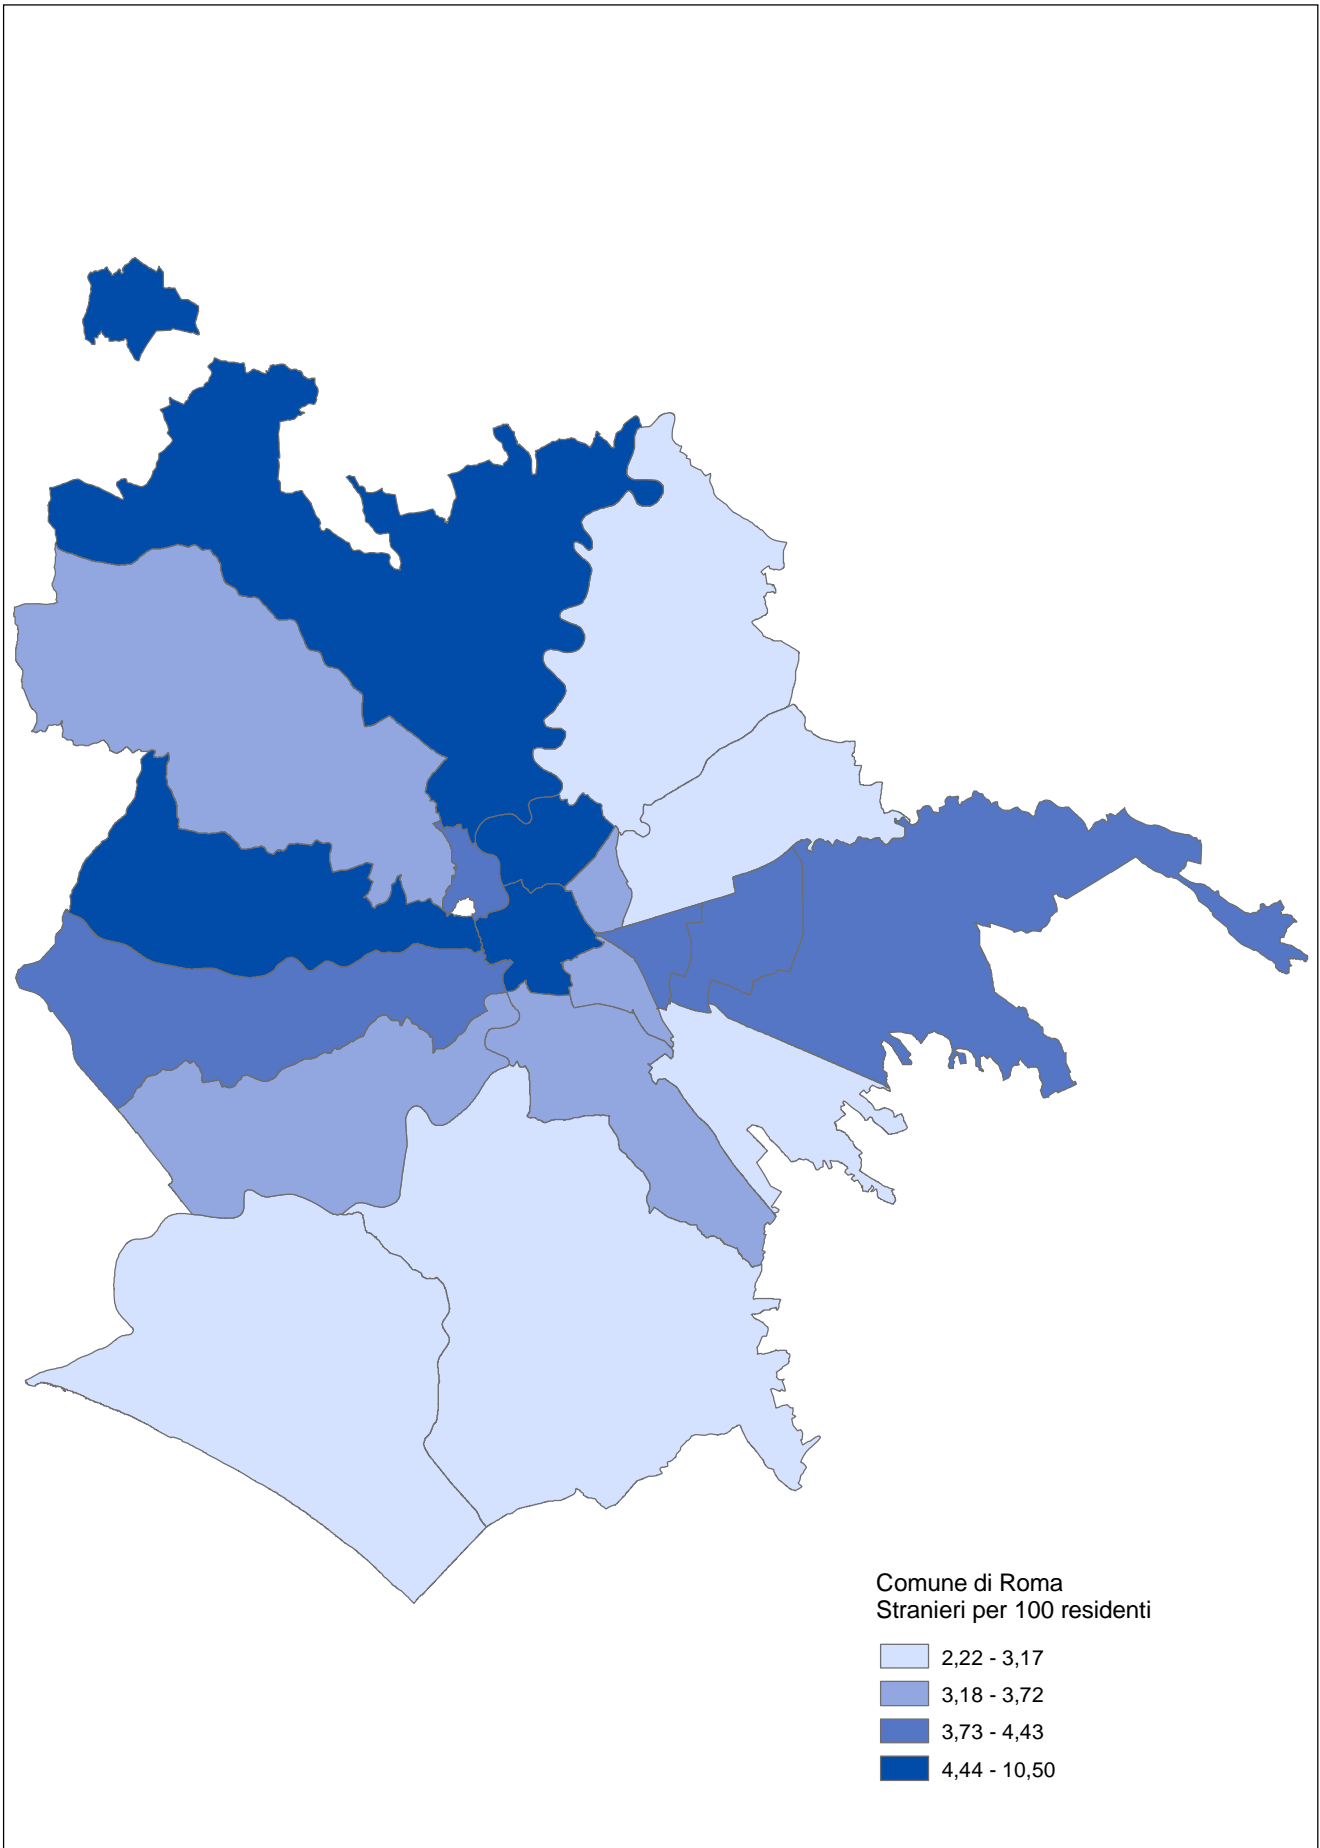 Comune di Roma
Stranieri per 100 residenti
2,22 - 3,17
3,18 - 3,72
3,73 - 4,43
4,44 - 10,50